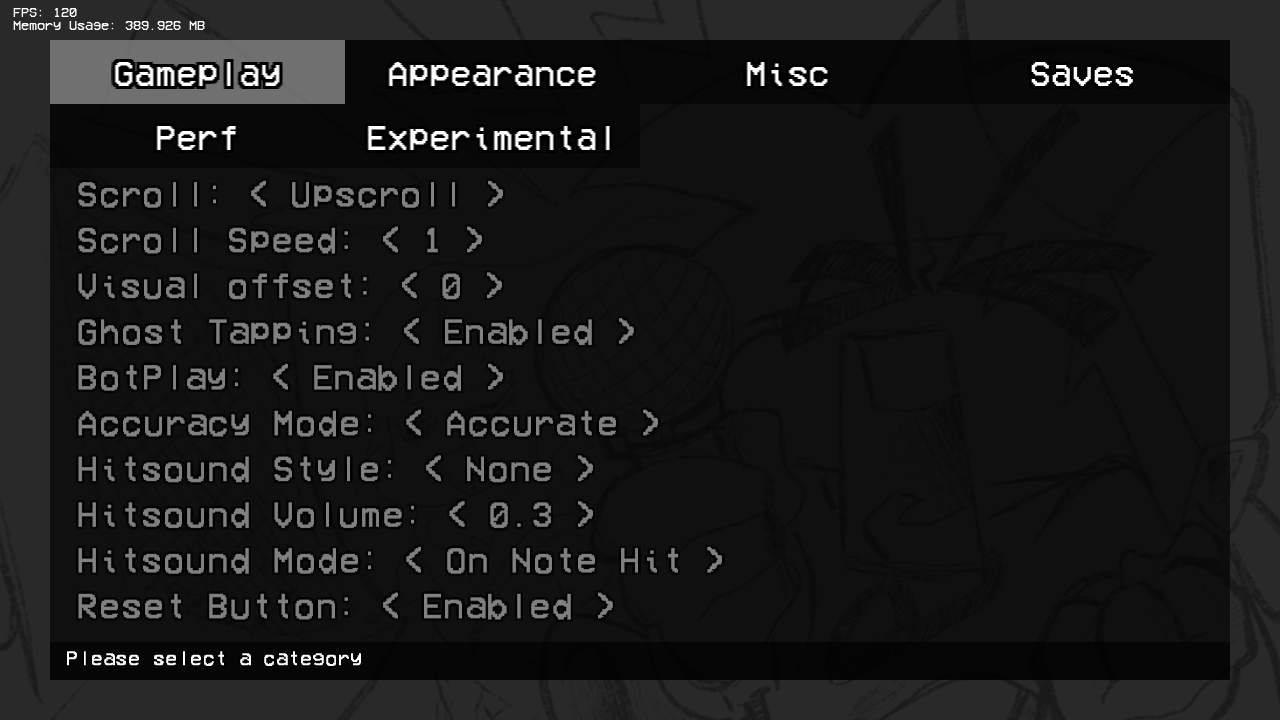 FPS: 120
Memory Usage: 389.926 MB
Gameplay Appearance Misc Saves
Perf Experimental
Scroll: < Upscroll >
Scroll Speed: < 1 >
Visual offset: < 0 >
Ghost Tapping: < Enabled >
BotPlay: < Enabled >
Accuracy Mode: < Accurate >
Hitsound Style: < None >
Hitsound Volume: < 0.3 >
Hitsound Mode: < On Note Hit >
Reset Button: < Enabled >
Please select a category